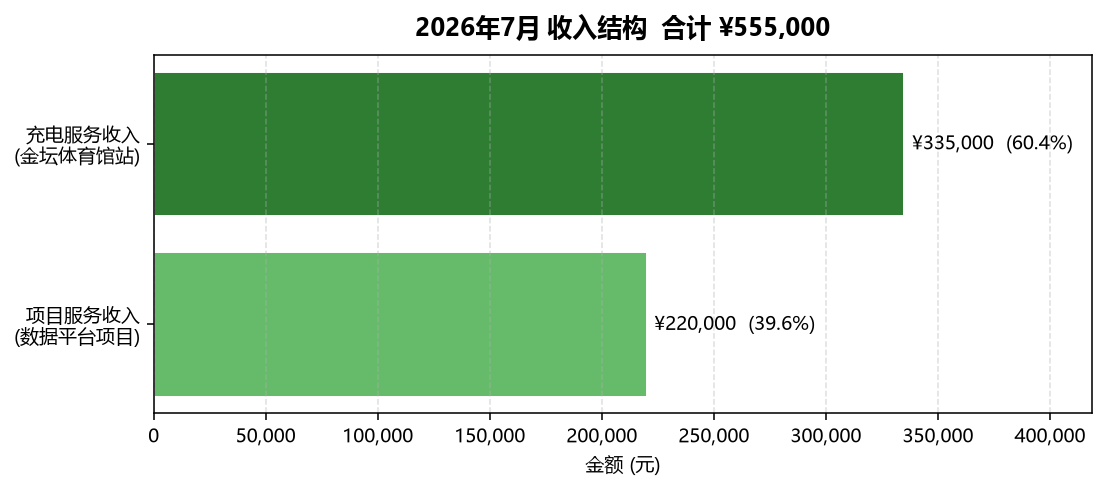 2026年7月 收入结构  合计 ¥555,000
充电服务收入
(金坛体育馆站)
¥335,000  (60.4%)
项目服务收入
(数据平台项目)
¥220,000  (39.6%)
0 50,000 100,000 150,000 200,000 250,000 300,000 350,000 400,000
金额 (元)